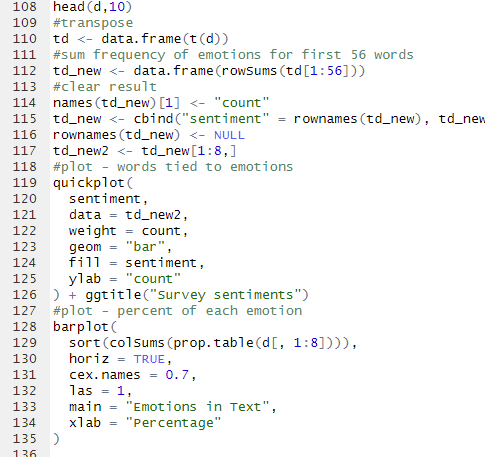 108 head(d,10)
109 #transpose
110 td <- data.frame(t(d))
111 #sum frequency of emotions for first 56 words
112 td_new <- data.frame(rowSums(td[1:56]))
113 #clear result
114 names(td_new)[1] <- "count"
115 td_new <- cbind("sentiment" = rownames(td_new), td_new
116 rownames(td_new) <- NULL
117 td_new2 <- td_new[1:8,]
118 #plot - words tied to emotions
119 quickplot(
120 sentiment,
121 data = td_new2,
122 weight = count,
123 geom = "bar",
124 fill = sentiment,
125 ylab = "count"
126 ) + ggtitle("Survey sentiments")
127 #plot - percent of each emotion
128 barplot(
129 sort(colSums(prop.table(d[, 1:8]))),
130 horiz = TRUE,
131 cex.names = 0.7,
132 las = 1,
133 main = "Emotions in Text",
134 xlab = "Percentage"
135 )
136